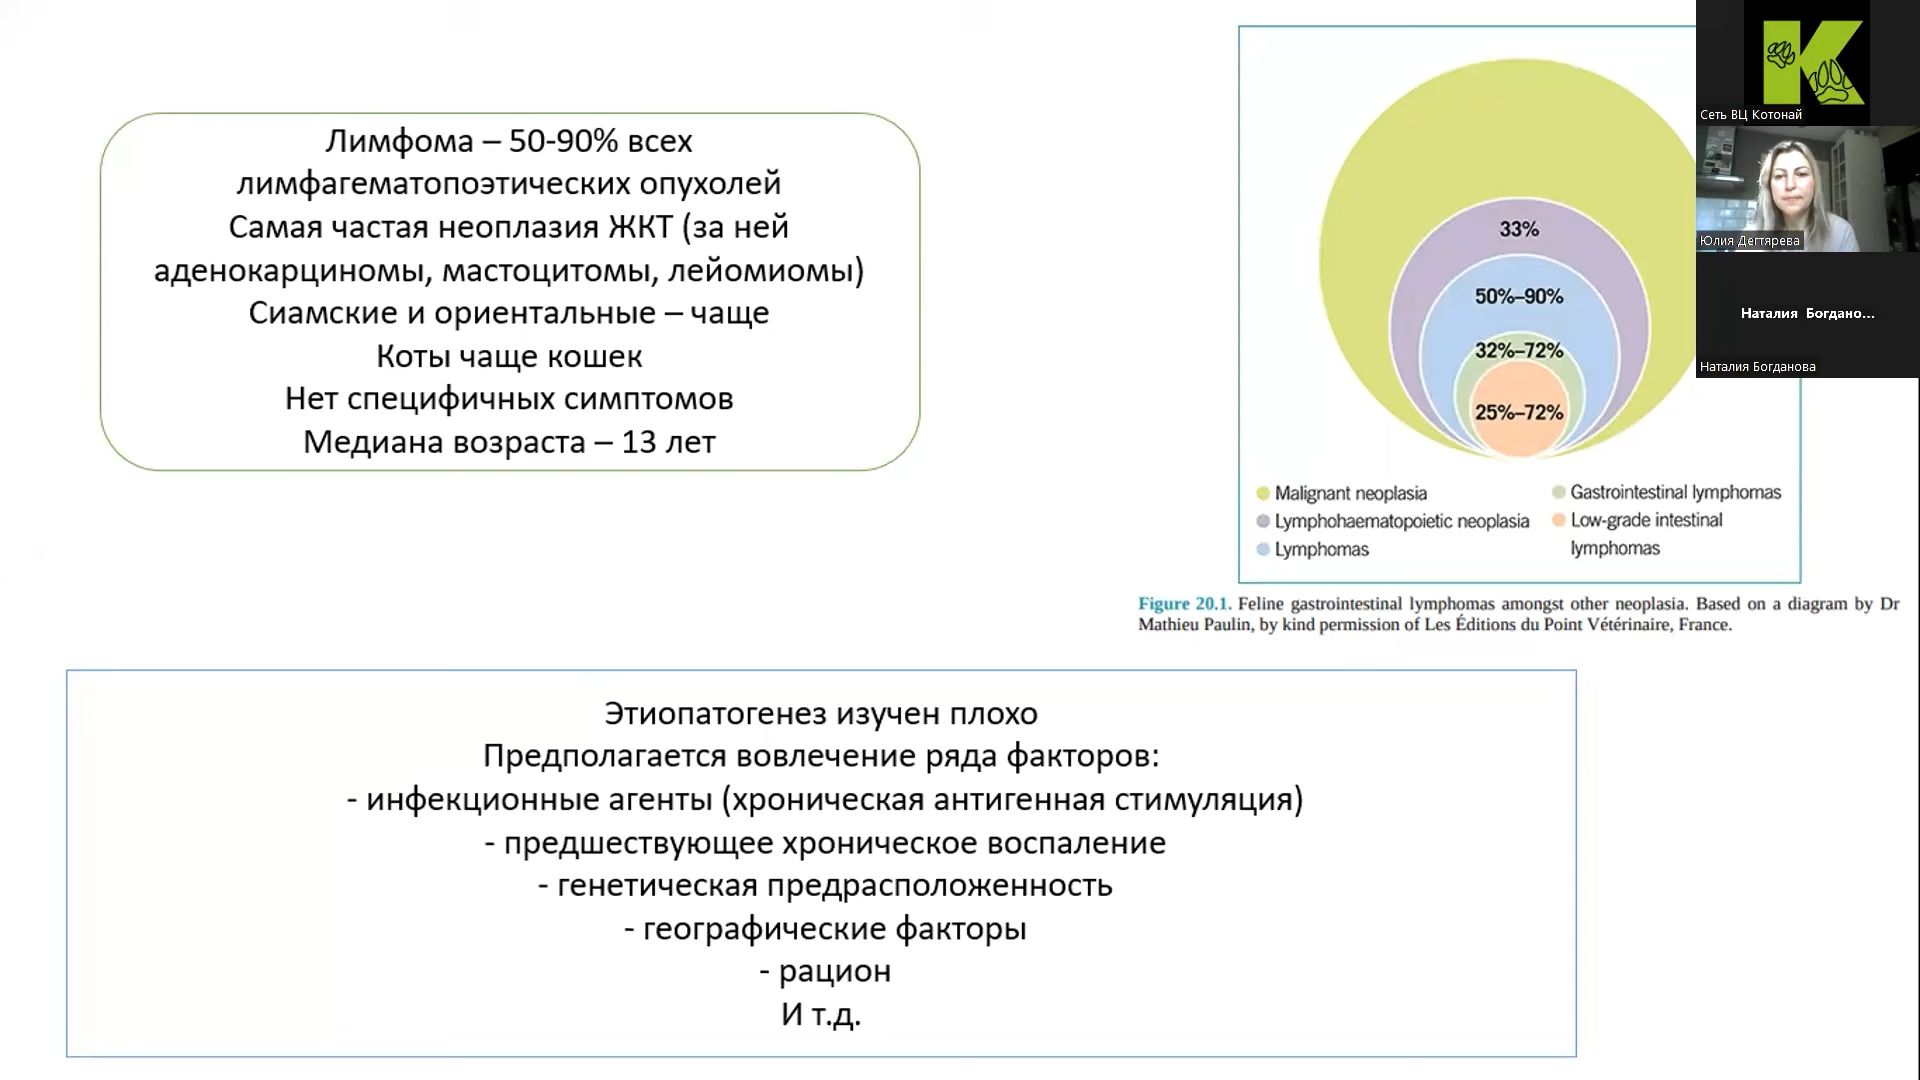 Лимфома – 50-90% всех
лимфагематопоэтических опухолей
Самая частая неоплазия ЖКТ (за ней
аденокарциномы, мастоцитомы, лейомиомы)
Сиамские и ориентальные – чаще
Коты чаще кошек
Нет специфичных симптомов
Медиана возраста – 13 лет
33%
50%–90%
32%–72%
25%–72%
Malignant neoplasia
Lymphohaematopoietic neoplasia
Lymphomas
Gastrointestinal lymphomas
Low-grade intestinal
lymphomas
Figure 20.1. Feline gastrointestinal lymphomas amongst other neoplasia. Based on a diagram by Dr
Mathieu Paulin, by kind permission of Les Éditions du Point Vétérinaire, France.
K
Сеть ВЦ Котонай
Юлия Дегтярева
Наталия Богдано...
Наталия Богданова
Этиопатогенез изучен плохо
Предполагается вовлечение ряда факторов:
- инфекционные агенты (хроническая антигенная стимуляция)
- предшествующее хроническое воспаление
- генетическая предрасположенность
- географические факторы
- рацион
И т.д.